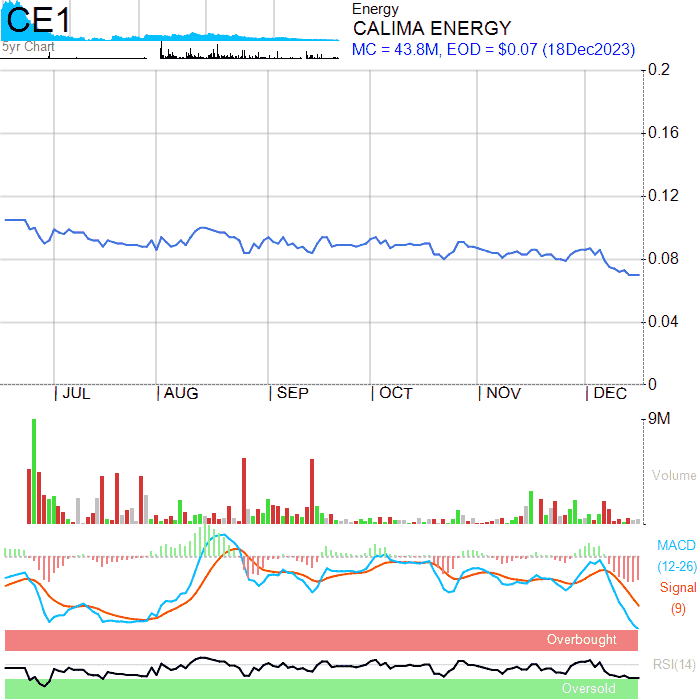 CE1
5yr Chart
Energy
CALIMA ENERGY
MC = 43.8M, EOD = $0.07 (18Dec2023)
0.2
0.16
0.12
0.08
0.04
0
JUL AUG SEP OCT NOV DEC
9M
Volume
MACD
(12-26)
Signal
(9)
Overbought
RSI(14)
Oversold